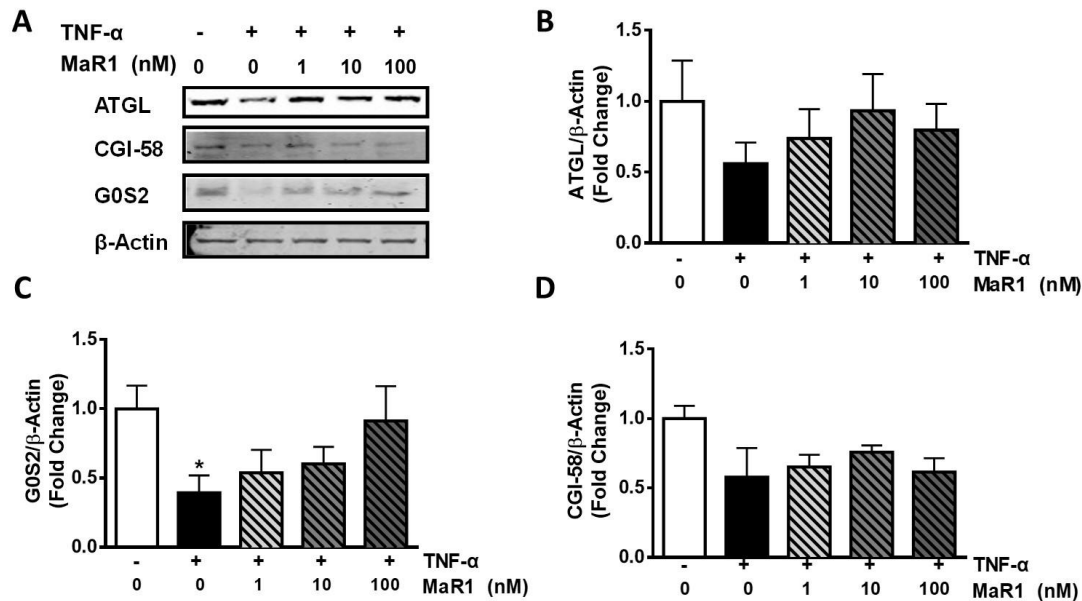 A
TNF-α - + + + +
MaR1 (nM) 0 0 1 10 100
ATGL
CGI-58
G0S2
β-Actin
B
ATGL/β-Actin
(Fold Change)
1.5
1.0
0.5
0.0
- + + + + TNF-α
0 0 1 10 100 MaR1 (nM)
C
G0S2/β-Actin
(Fold Change)
1.5
1.0
0.5
0.0
*
- + + + + TNF-α
0 0 1 10 100 MaR1 (nM)
D
CGI-58/β-Actin
(Fold Change)
1.5
1.0
0.5
0.0
- + + + + TNF-α
0 0 1 10 100 MaR1 (nM)